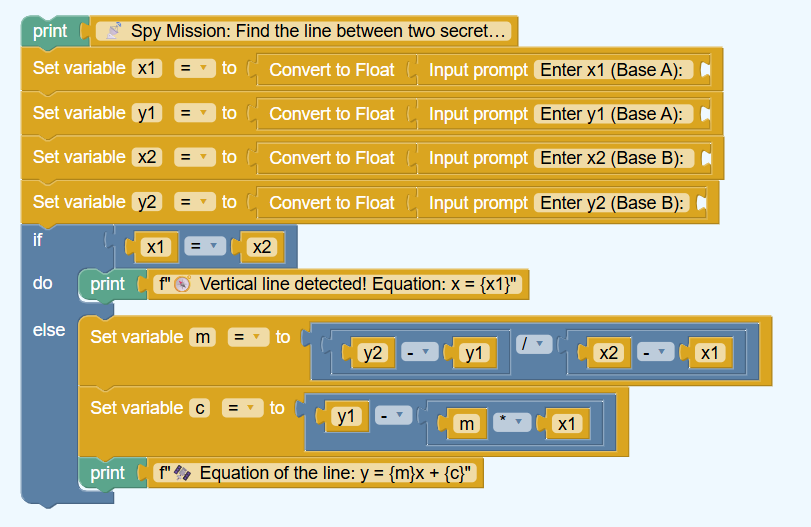 print 📡 Spy Mission: Find the line between two secret…
Set variable x1 = to Convert to Float Input prompt Enter x1 (Base A):
Set variable y1 = to Convert to Float Input prompt Enter y1 (Base A):
Set variable x2 = to Convert to Float Input prompt Enter x2 (Base B):
Set variable y2 = to Convert to Float Input prompt Enter y2 (Base B):
if x1 = x2
do print f"🧭 Vertical line detected! Equation: x = {x1}"
else Set variable m = to y2 - y1 / x2 - x1
Set variable c = to y1 - m * x1
print f"🛰️ Equation of the line: y = {m}x + {c}"